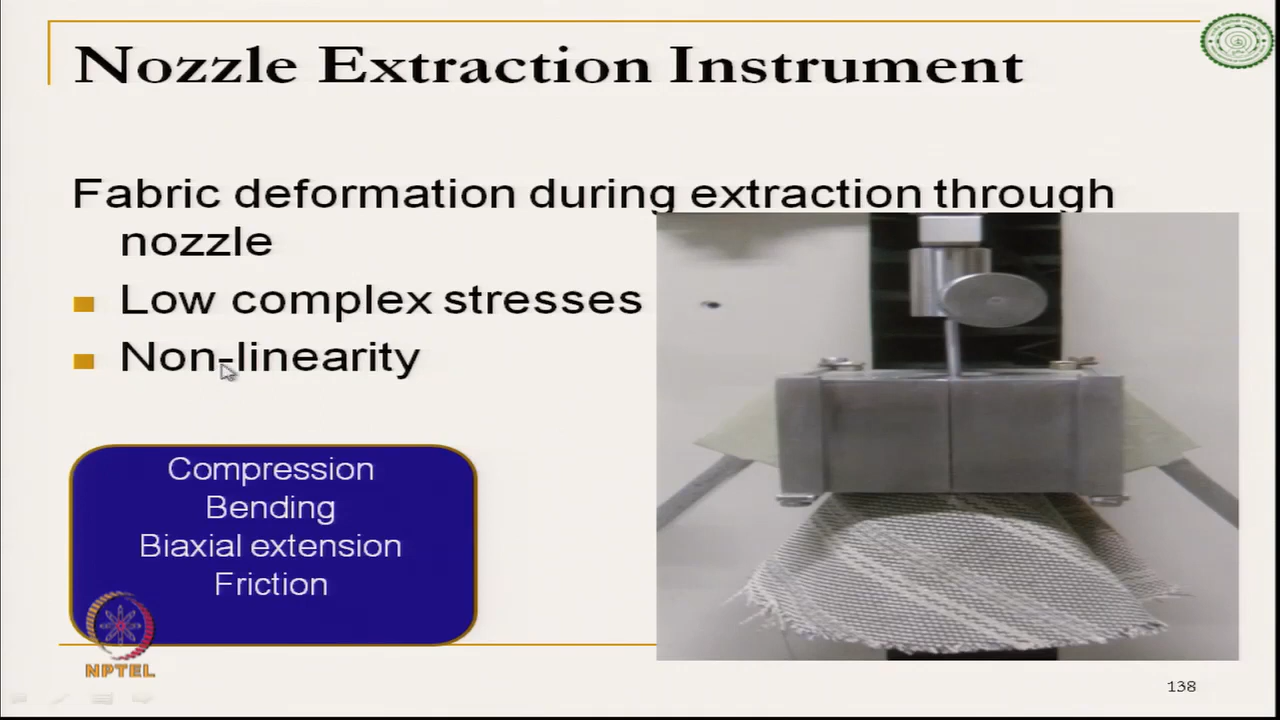 Nozzle Extraction Instrument
Fabric deformation during extraction through
nozzle
Low complex stresses
Non-linearity
Compression
Bending
Biaxial extension
Friction
NPTEL
138